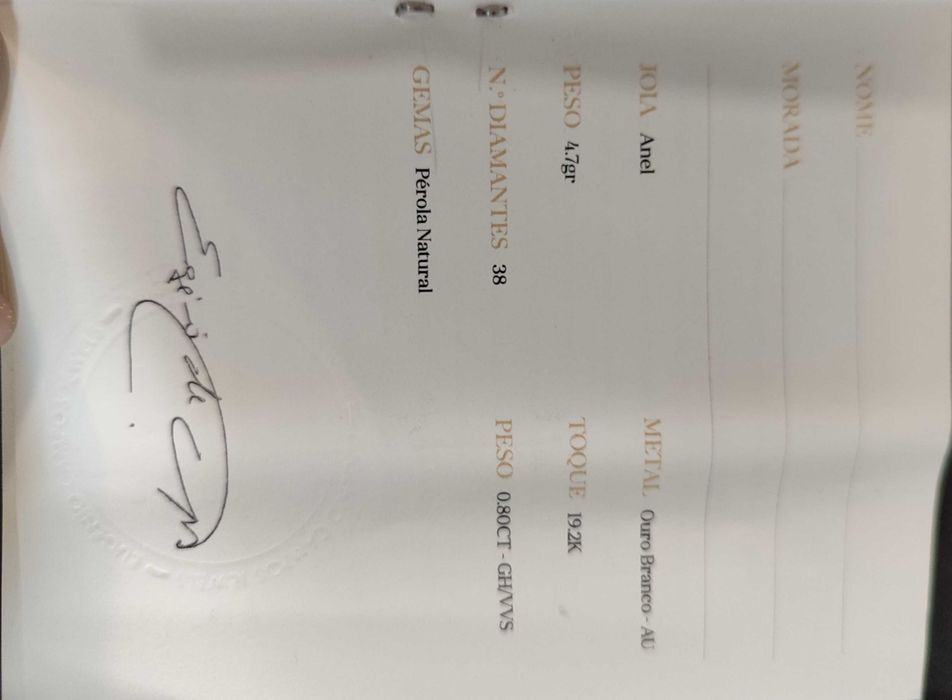 NOME
MORADA
JOIA Anel METAL Ouro Branco - AU
PESO 4.7gr TOQUE 19.2K
N.º DIAMANTES 38 PESO 0.80CT - GH/VVS
GEMAS Pérola Natural